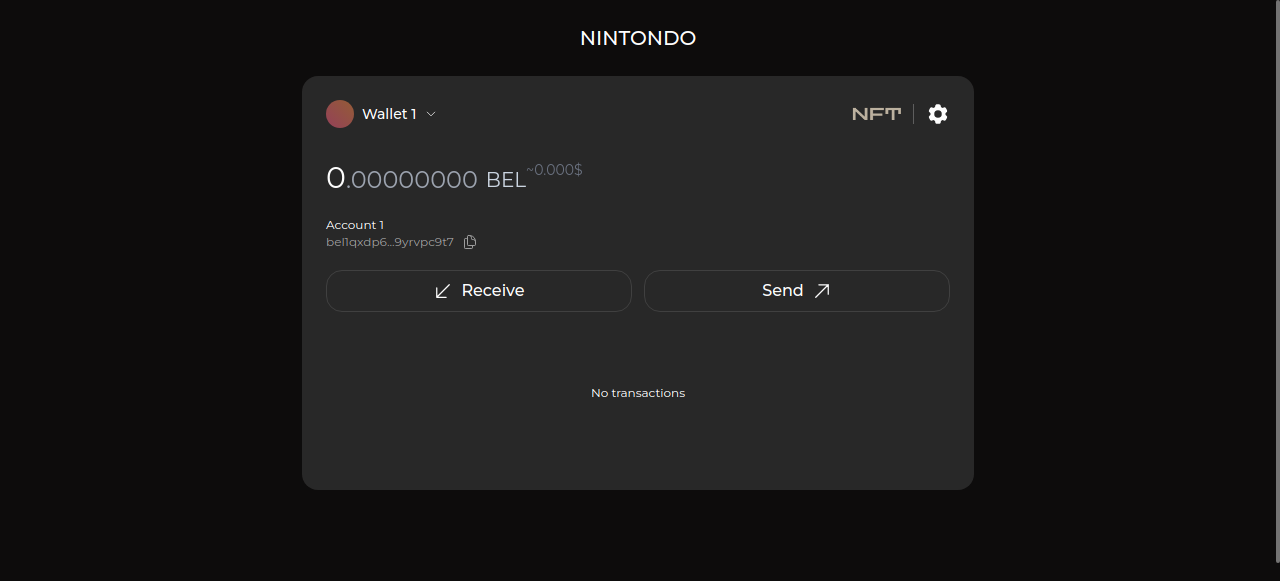 NINTONDO
Wallet 1
NFT
0.00000000 BEL ~0.000$
Account 1
bel1qxdp6...9yrvpc9t7
Receive
Send
No transactions